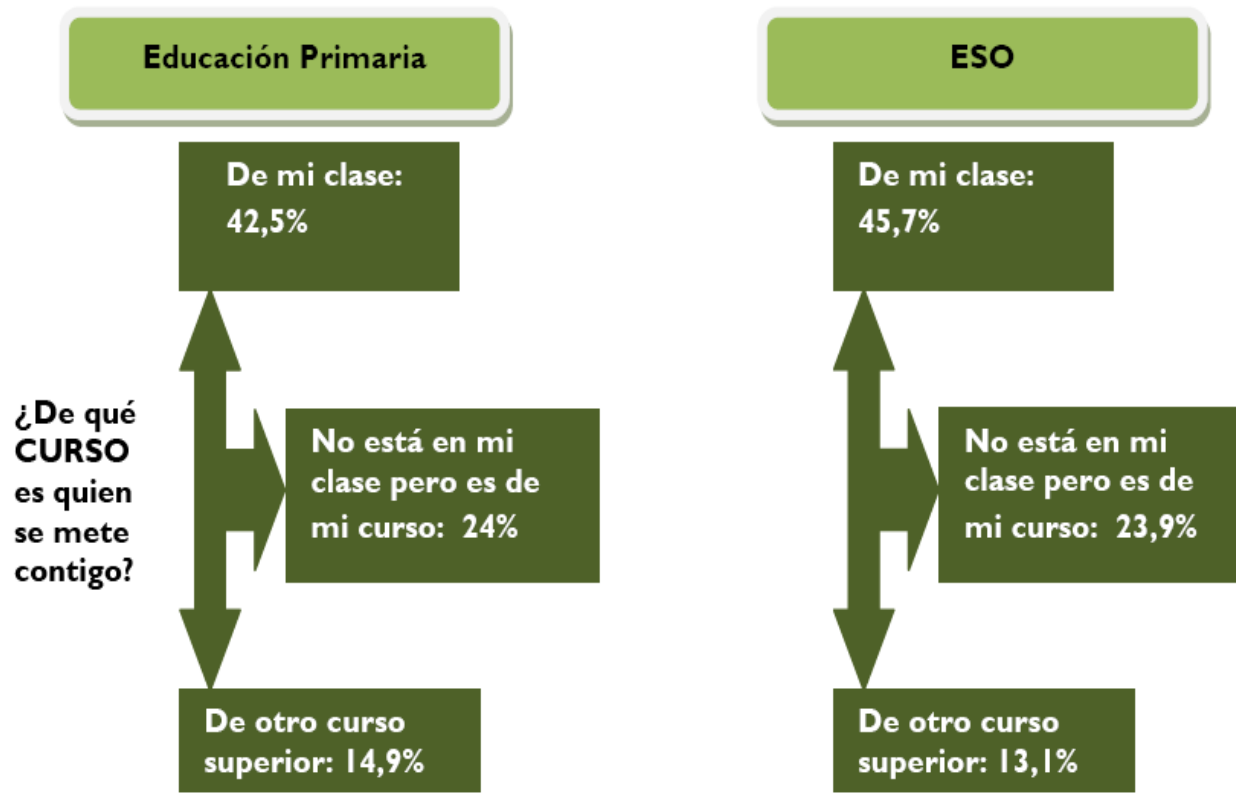 Educación Primaria
De mi clase:
42,5%
¿De qué
CURSO
es quien
se mete
contigo?
No está en mi
clase pero es de
mi curso: 24%
De otro curso
superior: 14,9%
ESO
De mi clase:
45,7%
No está en mi
clase pero es de
mi curso: 23,9%
De otro curso
superior: 13,1%